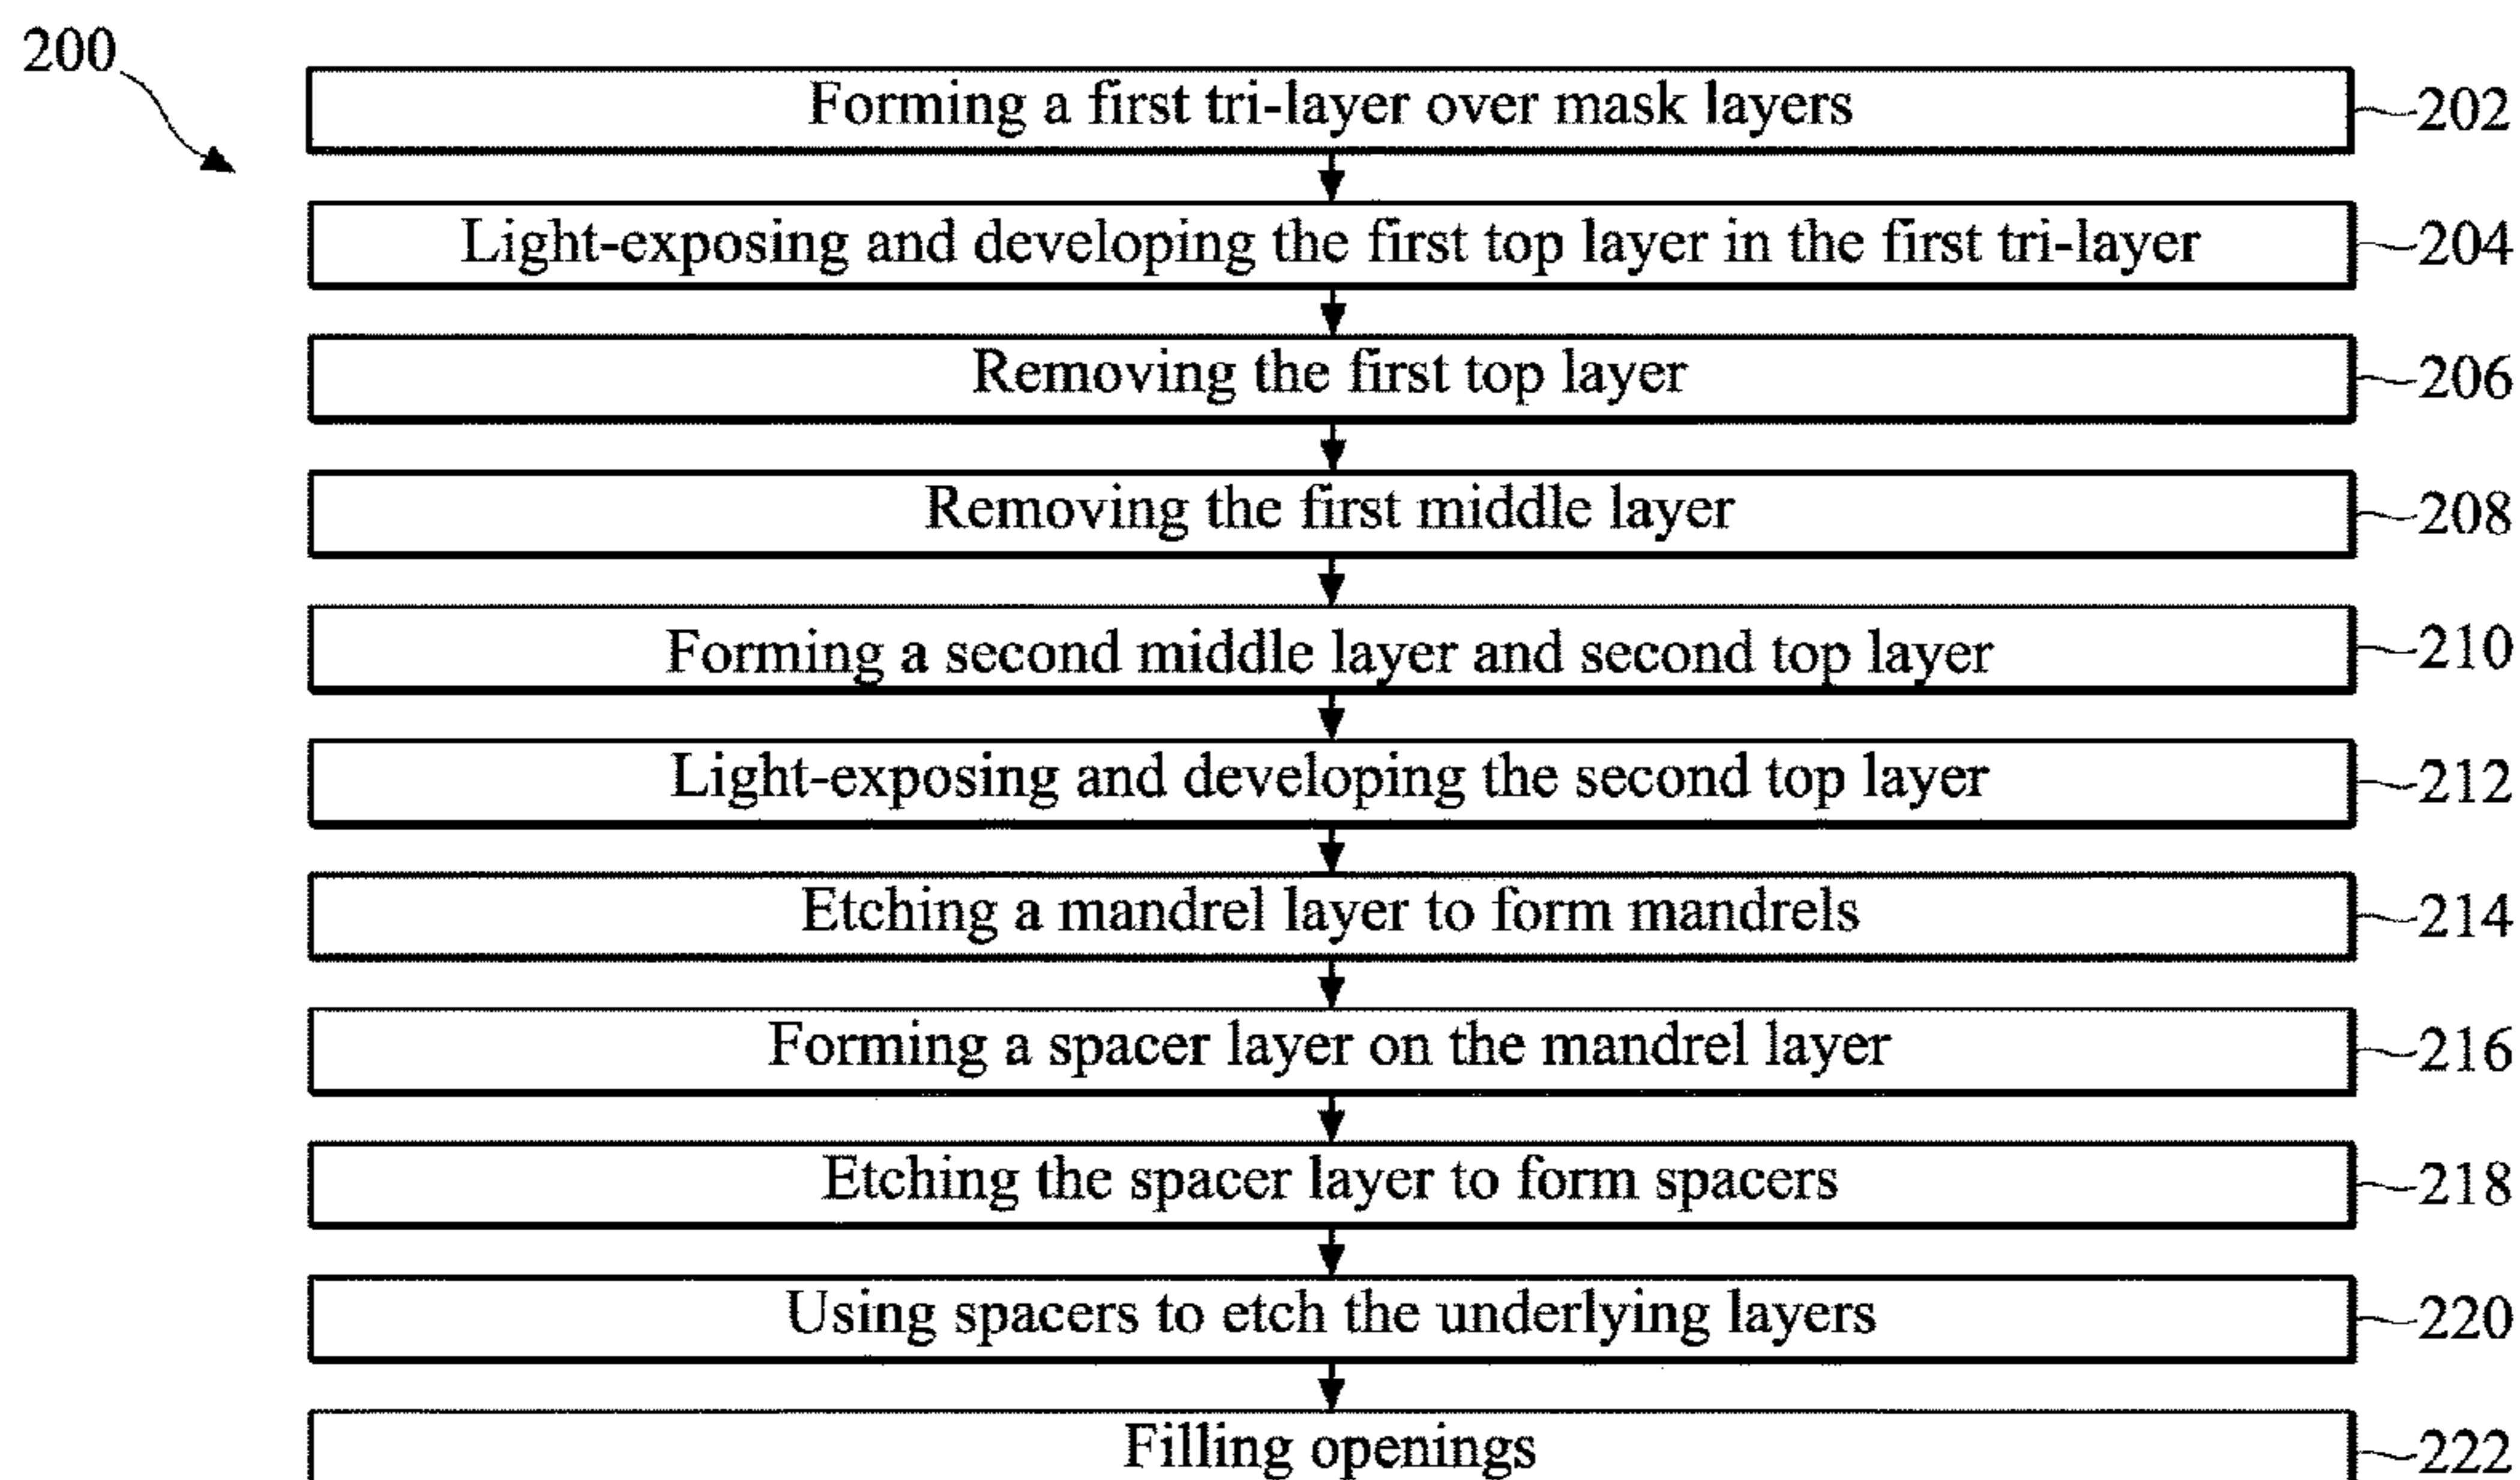 200
Forming a first tri-layer over mask layers 202
Light-exposing and developing the first top layer in the first tri-layer 204
Removing the first top layer 206
Removing the first middle layer 208
Forming a second middle layer and second top layer 210
Light-exposing and developing the second top layer 212
Etching a mandrel layer to form mandrels 214
Forming a spacer layer on the mandrel layer 216
Etching the spacer layer to form spacers 218
Using spacers to etch the underlying layers 220
Filling openings 222